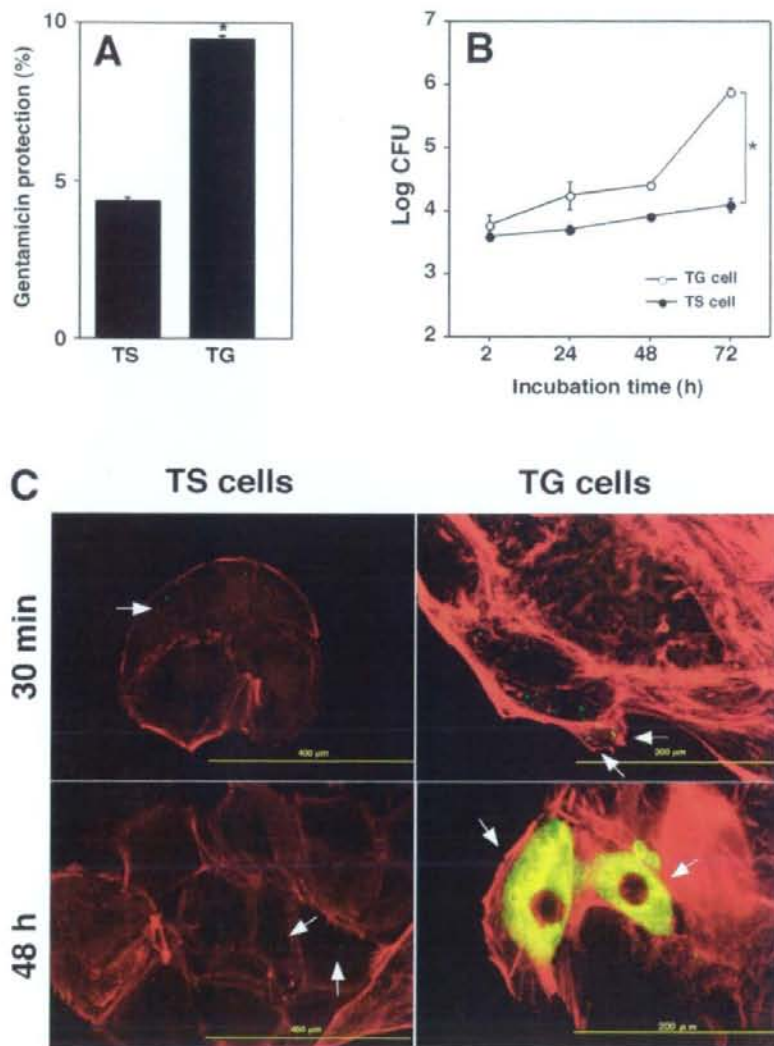 A
Gentamicin protection (%)
10
5
0
*
TS
TG
B
Log CFU
7
6
5
4
3
2
*
TG cell
TS cell
2 24 48 72
Incubation time (h)
C
TS cells TG cells
30 min
400 μm
200 μm
48 h
400 μm
200 μm